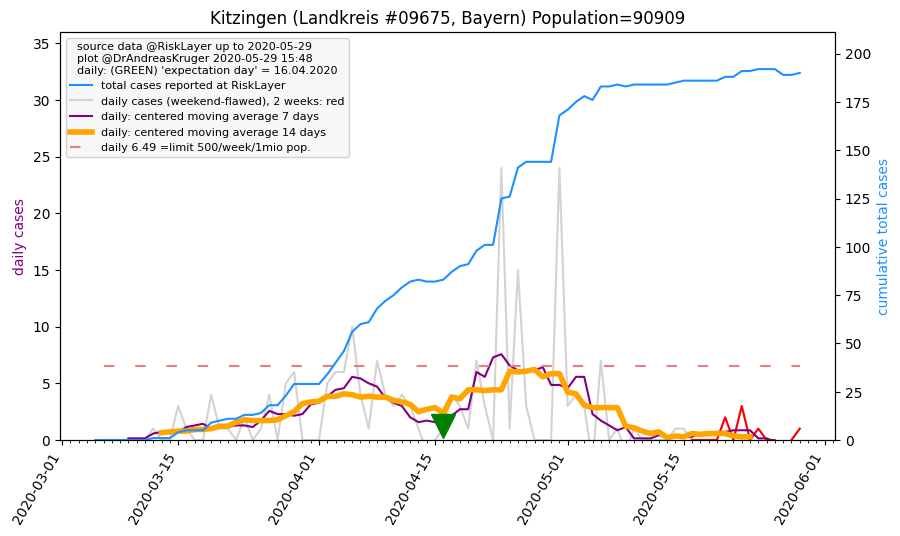 Kitzingen (Landkreis #09675, Bayern) Population=90909
source data @RiskLayer up to 2020-05-29
plot @DrAndreasKruger 2020-05-29 15:48
daily: (GREEN) 'expectation day' = 16.04.2020
total cases reported at RiskLayer
daily cases (weekend-flawed), 2 weeks: red
daily: centered moving average 7 days
daily: centered moving average 14 days
daily 6.49 =limit 500/week/1mio pop.
daily cases
35
30
25
20
15
10
5
0
200
175
150
125
100
75
50
25
0
cumulative total cases
2020-03-01
2020-03-15
2020-04-01
2020-04-15
2020-05-01
2020-05-15
2020-06-01